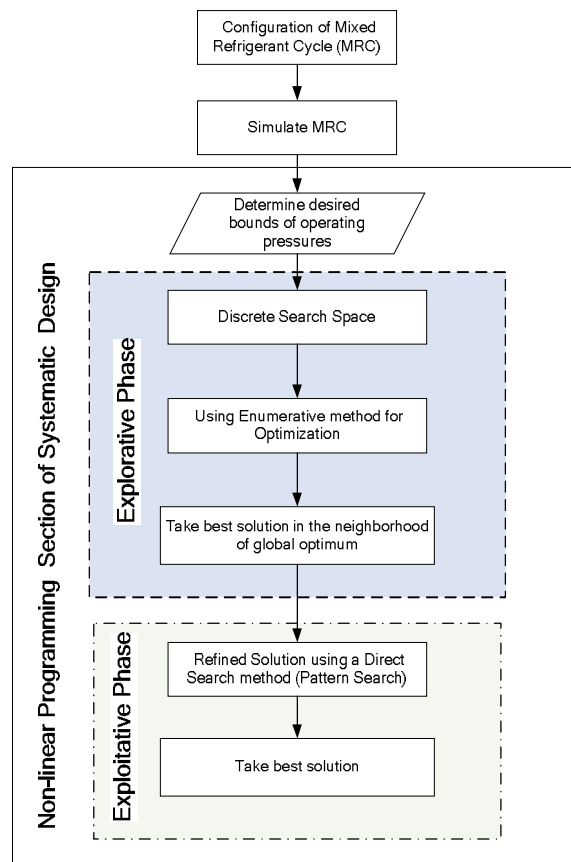 Configuration of Mixed
Refrigerant Cycle (MRC)
Simulate MRC
Determine desired
bounds of operating
pressures
Non-linear Programming Section of Systematic Design
Explorative Phase
Discrete Search Space
Using Enumerative method for
Optimization
Take best solution in the neighborhood
of global optimum
Exploitative Phase
Refined Solution using a Direct
Search method (Pattern Search)
Take best solution